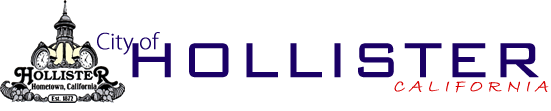 HOLLISTER
Hometown, California
Est. 1872
City of
HOLLISTER
CALIFORNIA